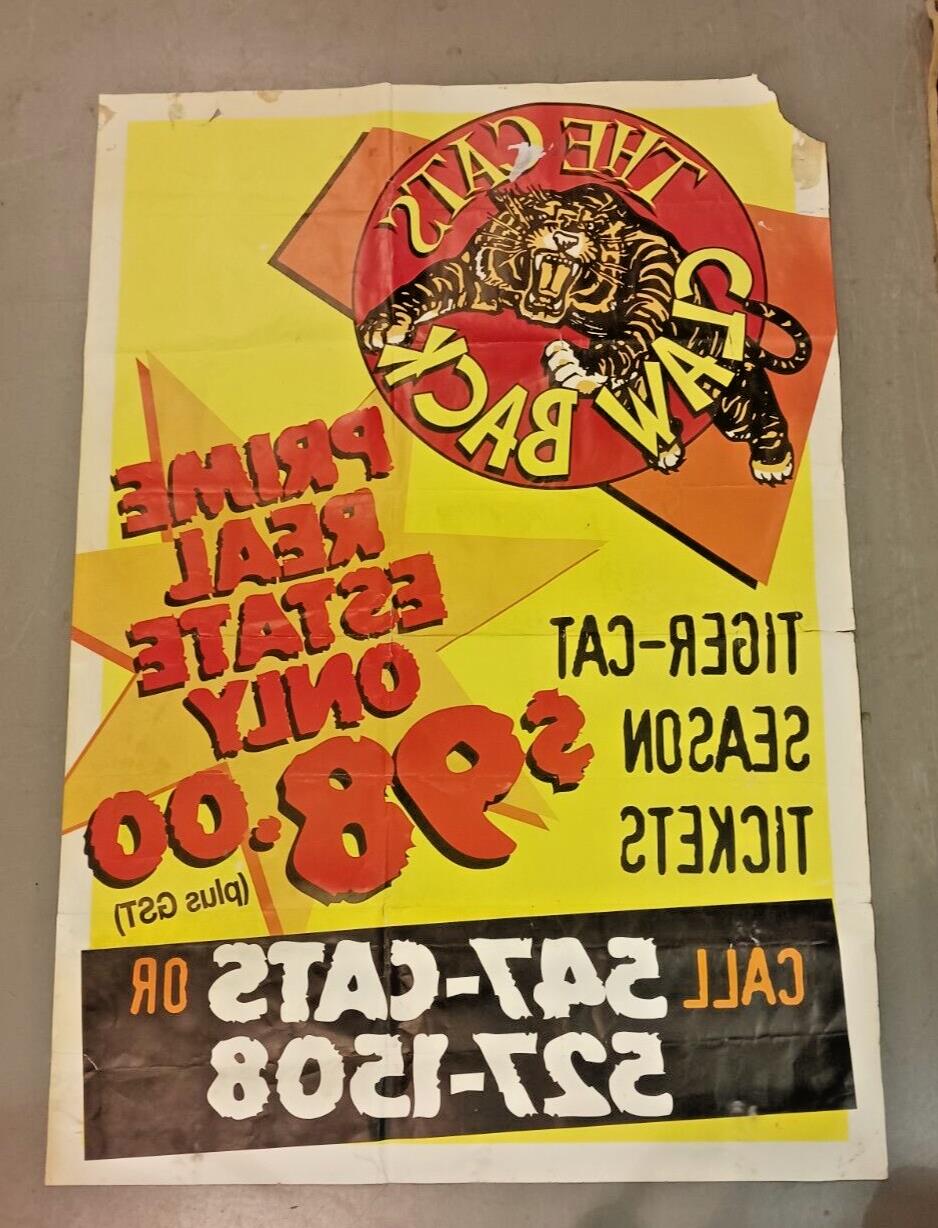 THE CATS
CLAW BACK
PRIME
REAL
ESTATE
ONLY
$98.00
(plus GST)
TIGER-CAT
SEASON
TICKETS
CALL 547-CATS OR
527-1508